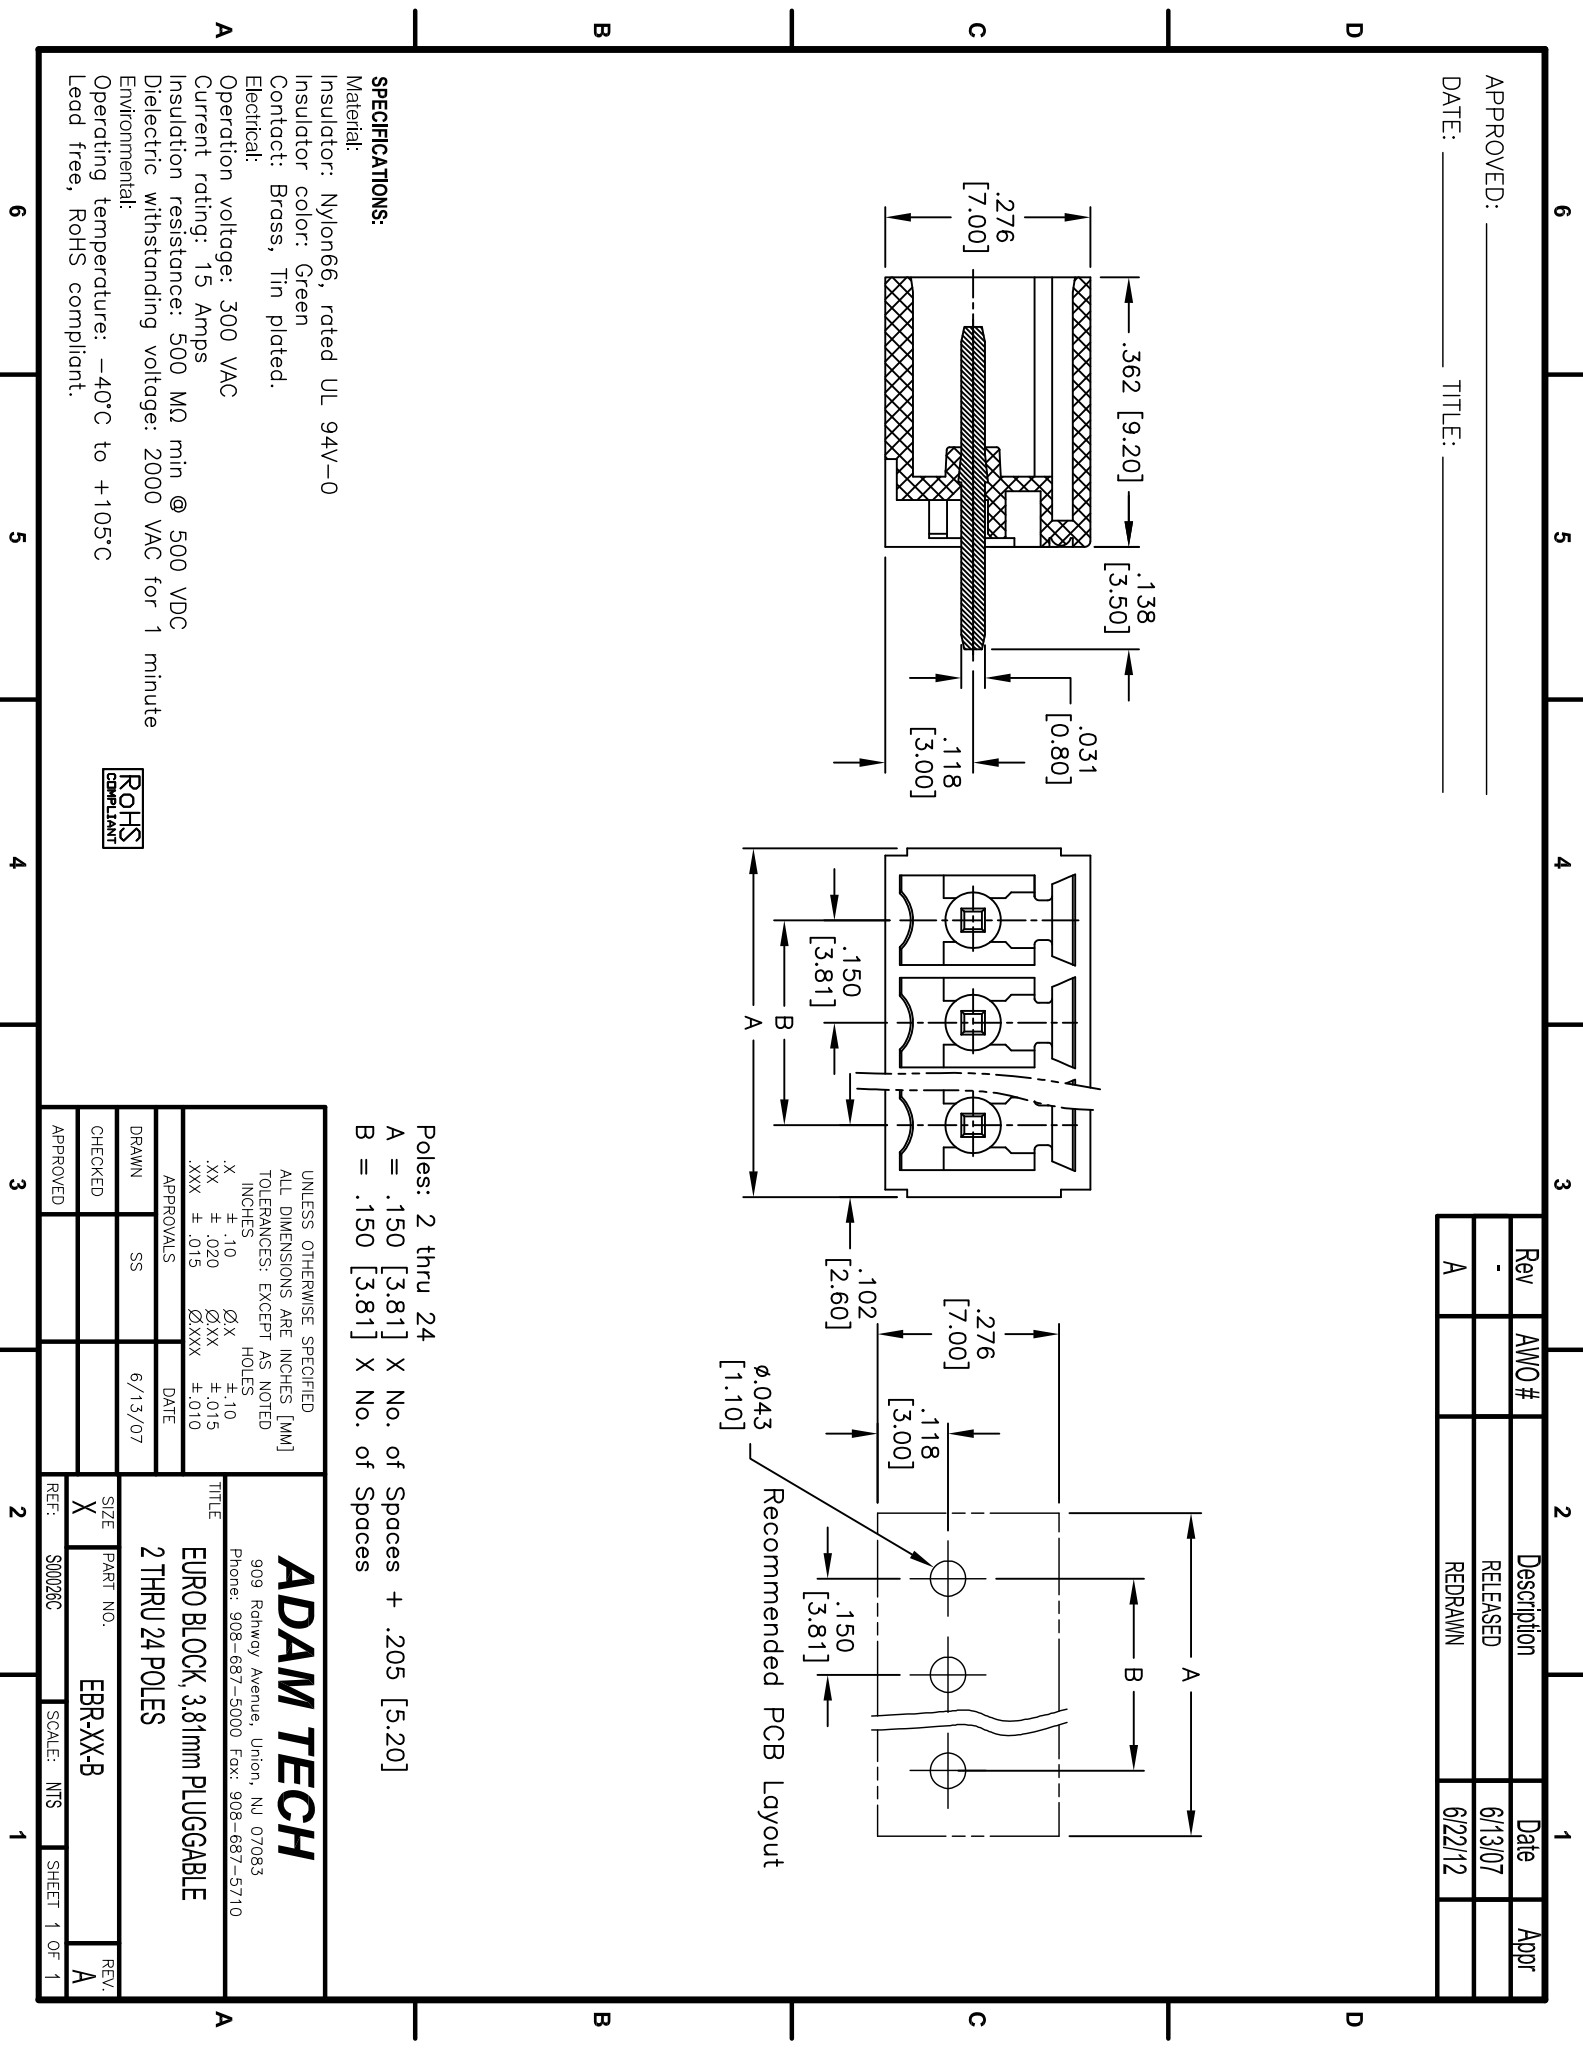 6
5
4
3
2
1
D
C
B
A
APPROVED:
DATE:
TITLE:
Rev
AWO #
Description
Date
Appr
-
RELEASED
6/13/07
A
REDRAWN
6/22/12
.362 [9.20]
.138
[3.50]
.276
[7.00]
.031
[0.80]
.118
[3.00]
.150
[3.81]
B
A
.102
[2.60]
A
B
.276
[7.00]
.118
[3.00]
.150
[3.81]
Ø.043
[1.10]
Recommended PCB Layout
Poles: 2 thru 24
A = .150 [3.81] X No. of Spaces + .205 [5.20]
B = .150 [3.81] X No. of Spaces
SPECIFICATIONS:
Material:
Insulator: Nylon66, rated UL 94V-0
Insulator color: Green
Contact: Brass, Tin plated.
Electrical:
Operation voltage: 300 VAC
Current rating: 15 Amps
Insulation resistance: 500 MΩ min @ 500 VDC
Dielectric withstanding voltage: 2000 VAC for 1 minute
Environmental:
Operating temperature: -40°C to +105°C
Lead free, RoHS compliant.
RoHS
COMPLIANT
UNLESS OTHERWISE SPECIFIED
ALL DIMENSIONS ARE INCHES [MM]
TOLERANCES: EXCEPT AS NOTED
INCHES HOLES
.X ± .10 Ø.X ±.10
.XX ± .020 Ø.XX ±.015
.XXX ± .015 Ø.XXX ±.010
APPROVALS
DATE
DRAWN
SS
6/13/07
CHECKED
APPROVED
ADAM TECH
909 Rahway Avenue, Union, NJ 07083
Phone: 908-687-5000 Fax: 908-687-5710
TITLE
EURO BLOCK, 3.81mm PLUGGABLE
2 THRU 24 POLES
SIZE
X
PART NO.
EBR-XX-B
REV.
A
REF:
S00026C
SCALE: NTS
SHEET 1 OF 1
6
5
4
3
2
1
D
C
B
A